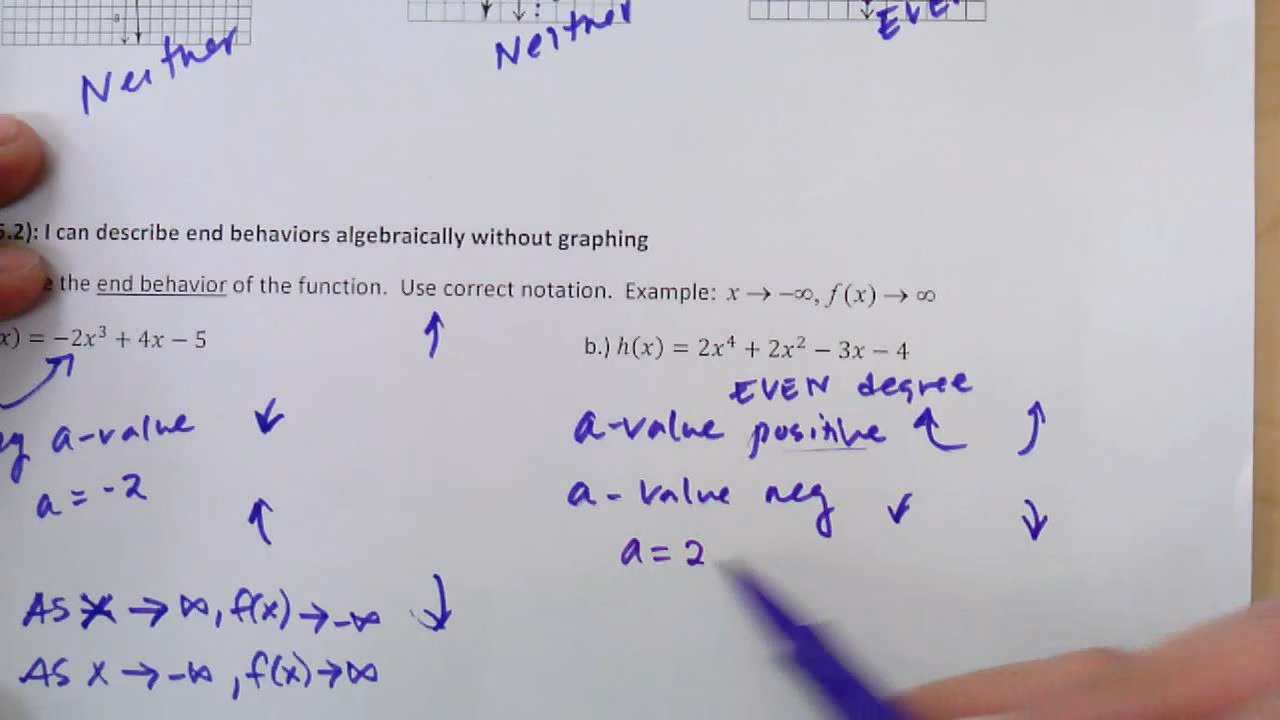 Neither
Neither
EVE
5.2): I can describe end behaviors algebraically without graphing
e the end behavior of the function. Use correct notation. Example: x → −∞, f(x) → ∞
x) = −2x³ + 4x − 5
b.) h(x) = 2x⁴ + 2x² − 3x − 4
EVEN degree
eg a-value
a-value positive
a = -2
a - value neg
a = 2
AS X → ∞, f(x) → -∞
AS X → -∞, f(x) → ∞